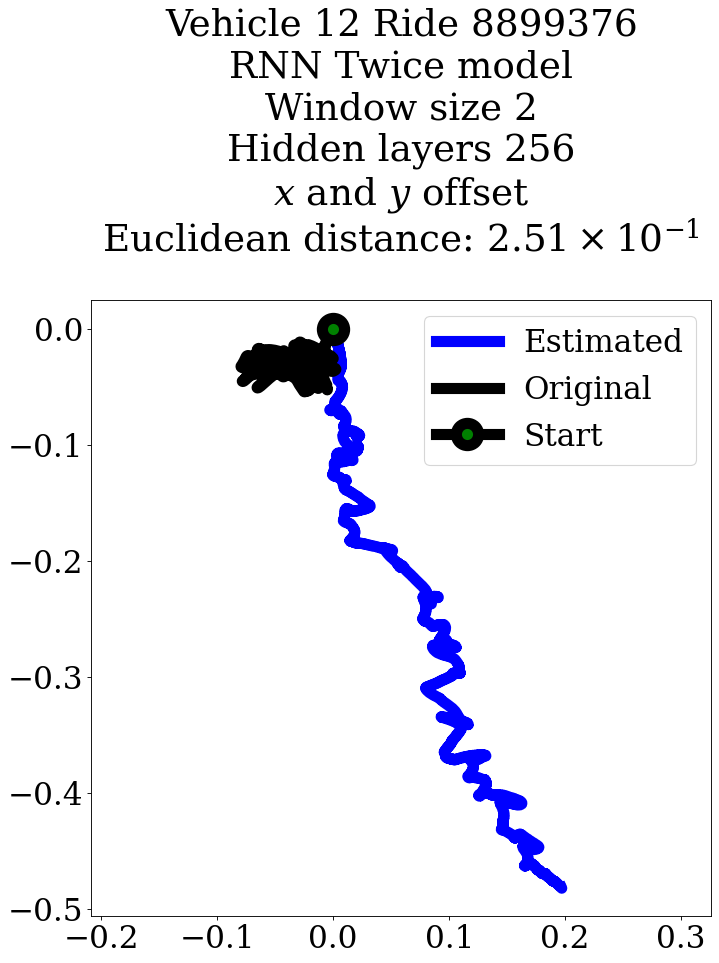 Vehicle 12 Ride 8899376
RNN Twice model
Window size 2
Hidden layers 256
x and y offset
Euclidean distance: 2.51 × 10⁻¹
Estimated
Original
Start
0.0
−0.1
−0.2
−0.3
−0.4
−0.5
−0.2 −0.1 0.0 0.1 0.2 0.3